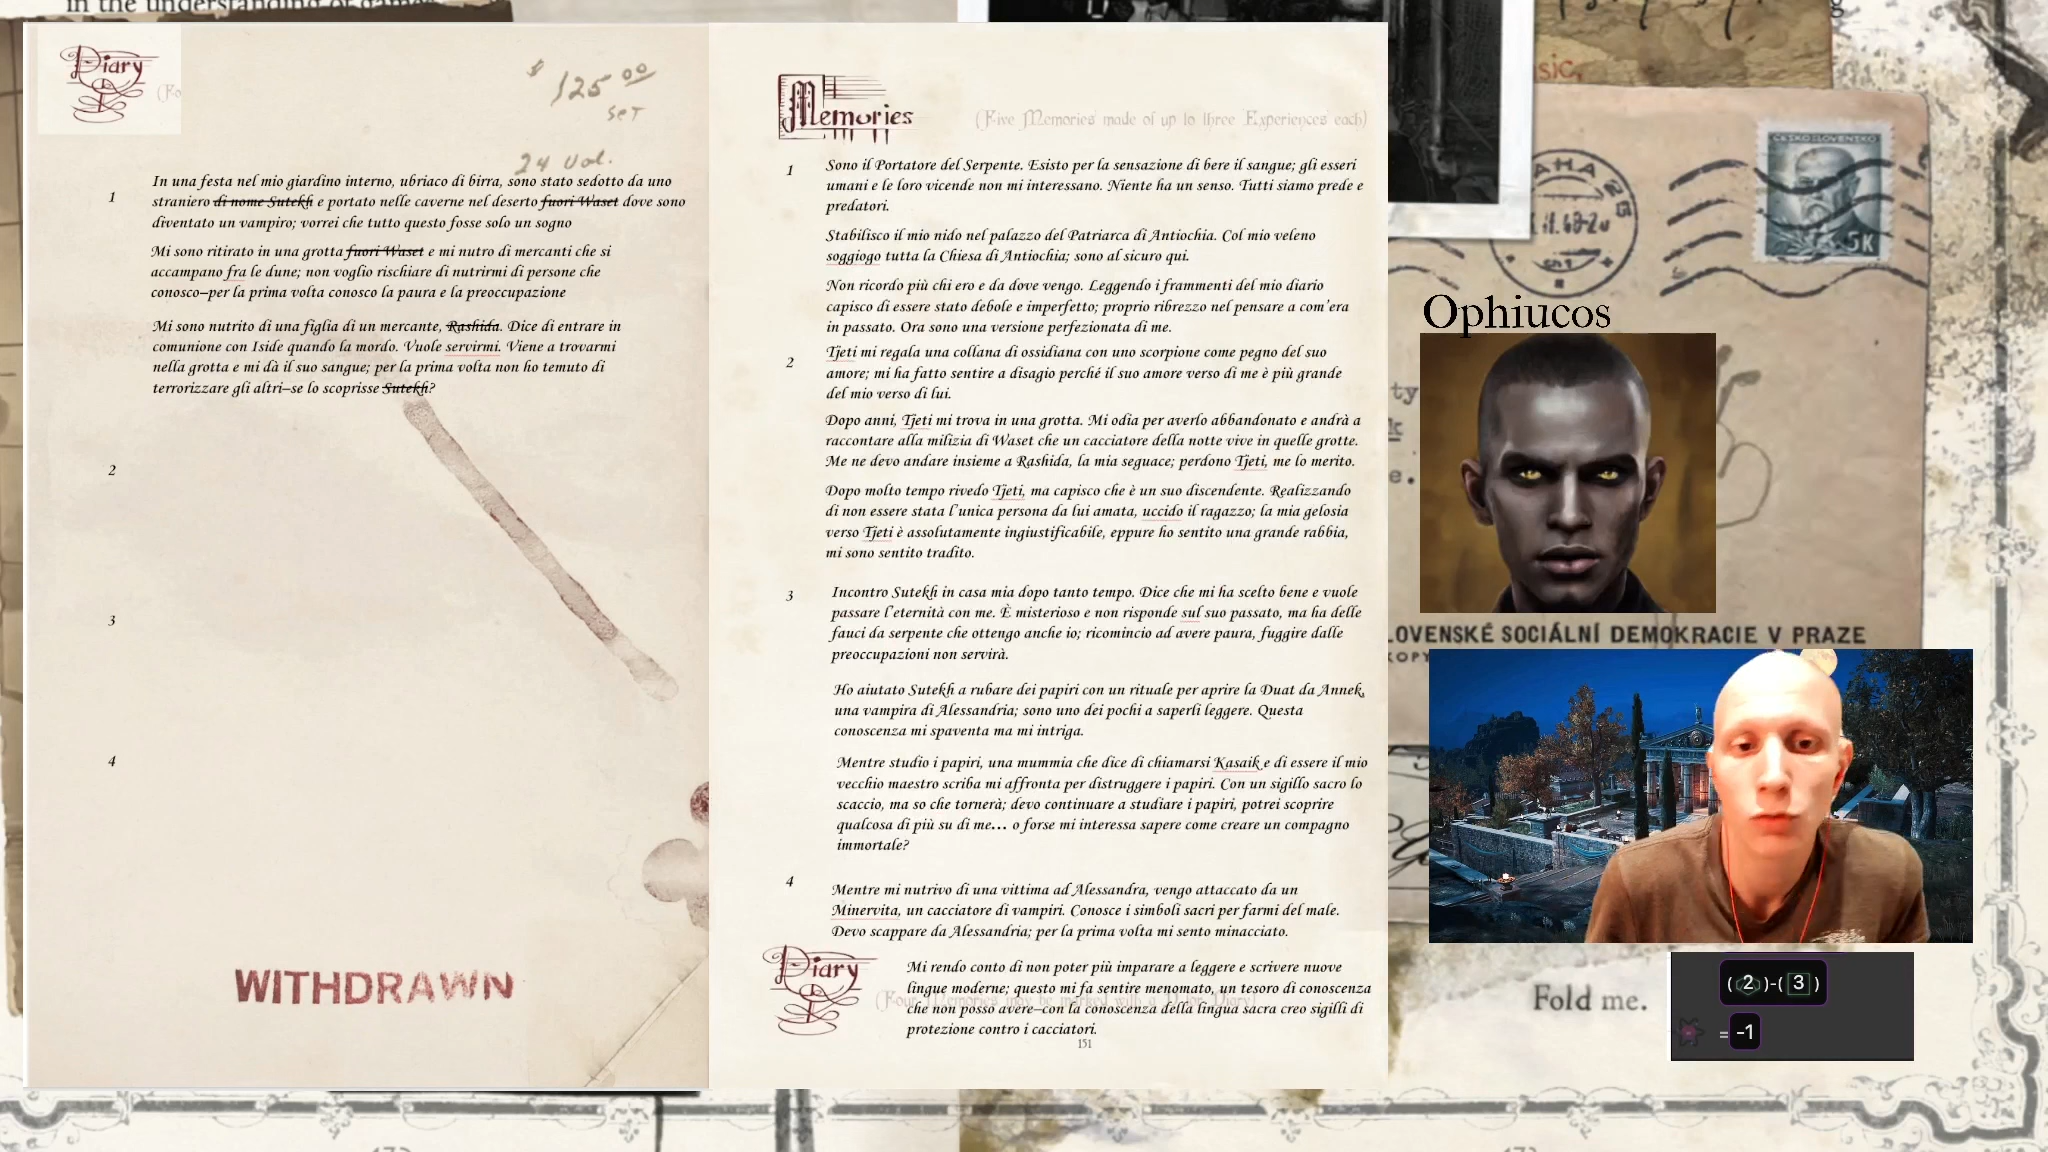 in the understanding of games
Diary
(Fo
$ 125 00
SET
24 Vol.
1
In una festa nel mio giardino interno, ubriaco di birra, sono stato sedotto da uno
straniero di nome Sutekh e portato nelle caverne nel deserto fuori Waset dove sono
diventato un vampiro; vorrei che tutto questo fosse solo un sogno
Mi sono ritirato in una grotta fuori Waset e mi nutro di mercanti che si
accampano fra le dune; non voglio rischiare di nutrirmi di persone che
conosco–per la prima volta conosco la paura e la preoccupazione
Mi sono nutrito di una figlia di un mercante, Rashida. Dice di entrare in
comunione con Iside quando la mordo. Vuole servirmi. Viene a trovarmi
nella grotta e mi dà il suo sangue; per la prima volta non ho temuto di
terrorizzare gli altri–se lo scoprisse Sutekh?
2
3
4
WITHDRAWN
Memories
(Five Memories made of up to three Experiences each)
1
Sono il Portatore del Serpente. Esisto per la sensazione di bere il sangue; gli esseri
umani e le loro vicende non mi interessano. Niente ha un senso. Tutti siamo prede e
predatori.
Stabilisco il mio nido nel palazzo del Patriarca di Antiochia. Col mio veleno
soggiogo tutta la Chiesa di Antiochia; sono al sicuro qui.
Non ricordo più chi ero e da dove vengo. Leggendo i frammenti del mio diario
capisco di essere stato debole e imperfetto; proprio ribrezzo nel pensare a com'era
in passato. Ora sono una versione perfezionata di me.
2
Tjeti mi regala una collana di ossidiana con uno scorpione come pegno del suo
amore; mi ha fatto sentire a disagio perché il suo amore verso di me è più grande
del mio verso di lui.
Dopo anni, Tjeti mi trova in una grotta. Mi odia per averlo abbandonato e andrà a
raccontare alla milizia di Waset che un cacciatore della notte vive in quelle grotte.
Me ne devo andare insieme a Rashida, la mia seguace; perdono Tjeti, me lo merito.
Dopo molto tempo rivedo Tjeti, ma capisco che è un suo discendente. Realizzando
di non essere stata l'unica persona da lui amata, uccido il ragazzo; la mia gelosia
verso Tjeti è assolutamente ingiustificabile, eppure ho sentito una grande rabbia,
mi sono sentito tradito.
3
Incontro Sutekh in casa mia dopo tanto tempo. Dice che mi ha scelto bene e vuole
passare l'eternità con me. È misterioso e non risponde sul suo passato, ma ha delle
fauci da serpente che ottengo anche io; ricomincio ad avere paura, fuggire dalle
preoccupazioni non servirà.
Ho aiutato Sutekh a rubare dei papiri con un rituale per aprire la Duat da Annek,
una vampira di Alessandria; sono uno dei pochi a saperli leggere. Questa
conoscenza mi spaventa ma mi intriga.
Mentre studio i papiri, una mummia che dice di chiamarsi Kasaik e di essere il mio
vecchio maestro scriba mi affronta per distruggere i papiri. Con un sigillo sacro lo
scaccio, ma so che tornerà; devo continuare a studiare i papiri, potrei scoprire
qualcosa di più su di me... o forse mi interessa sapere come creare un compagno
immortale?
4
Mentre mi nutrivo di una vittima ad Alessandra, vengo attaccato da un
Minervita, un cacciatore di vampiri. Conosce i simboli sacri per farmi del male.
Devo scappare da Alessandria; per la prima volta mi sento minacciato.
Diary
(Four Memories may be marked with a D for Diary)
Mi rendo conto di non poter più imparare a leggere e scrivere nuove
lingue moderne; questo mi fa sentire menomato, un tesoro di conoscenza
che non posso avere–con la conoscenza della lingua sacra creo sigilli di
protezione contro i cacciatori.
151
sic,
ČESKOSLOVENSKO
5K
Ophiucos
LOVENSKÉ SOCIÁLNÍ DEMOKRACIE V PRAZE
Fold me.
(2)-(3)
=-1